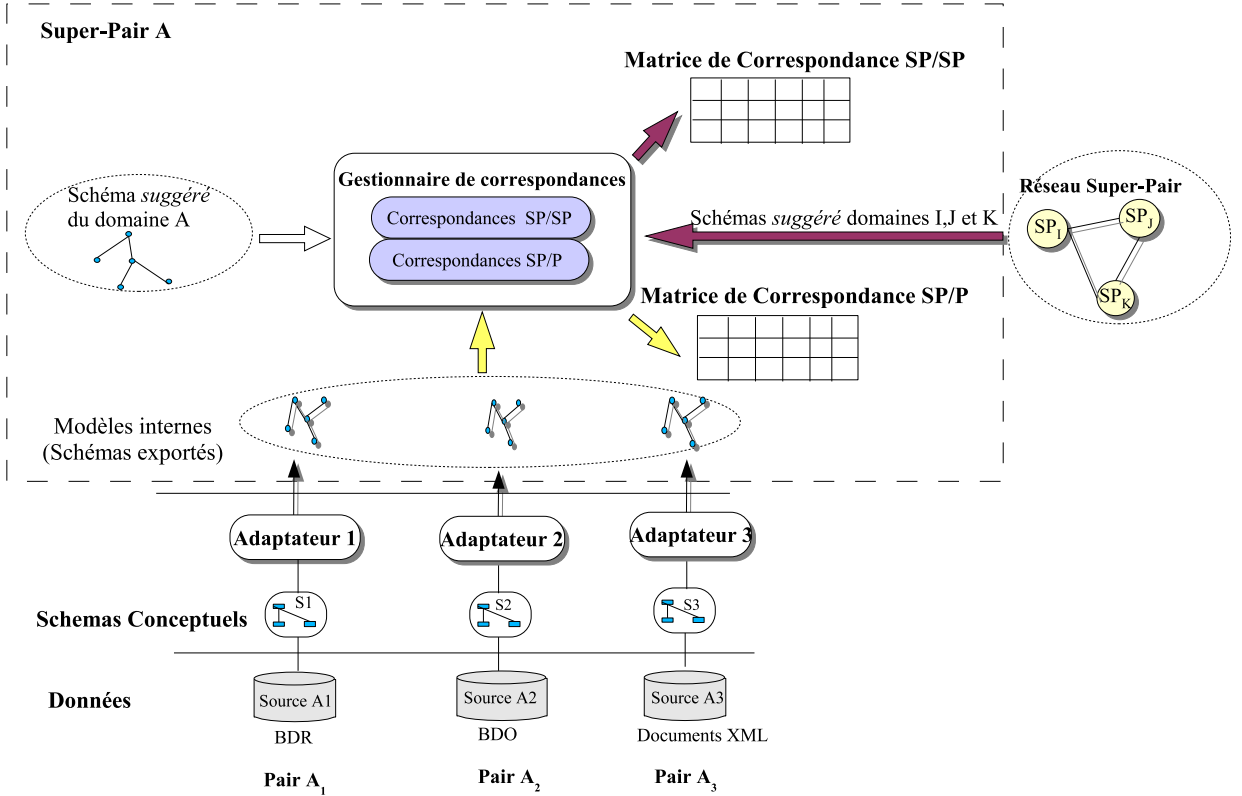 Super-Pair A
Matrice de Correspondance SP/SP
Gestionnaire de correspondances
Correspondances SP/SP
Correspondances SP/P
Schéma suggéré
du domaine A
Schémas suggéré domaines I,J et K
Réseau Super-Pair
SPI
SPJ
SPK
Matrice de Correspondance SP/P
Modèles internes
(Schémas exportés)
Adaptateur 1
Adaptateur 2
Adaptateur 3
Schemas Conceptuels
S1
S2
S3
Données
Source A1
Source A2
Source A3
BDR
BDO
Documents XML
Pair A1
Pair A2
Pair A3